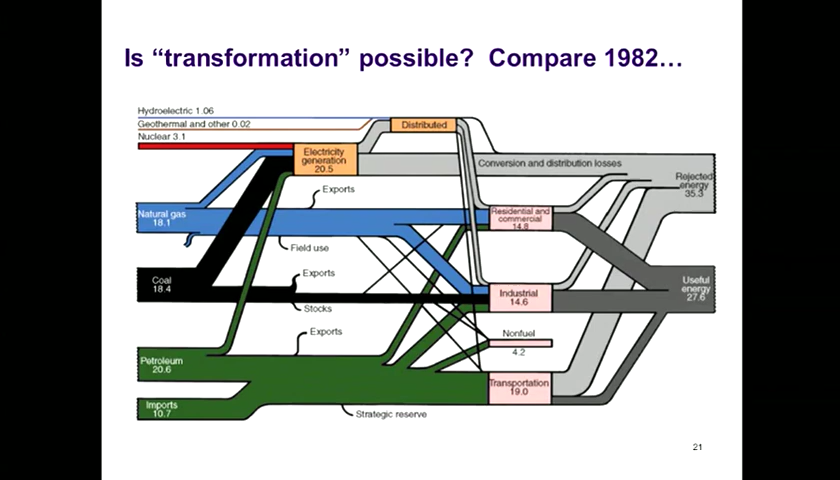 Is “transformation” possible? Compare 1982…
Hydroelectric 1.06
Geothermal and other 0.02
Nuclear 3.1
Distributed
Electricity
generation
20.5
Conversion and distribution losses
Rejected
energy
35.3
Exports
Natural gas
18.1
Residential and
commercial
14.8
Field use
Exports
Coal
18.4
Industrial
14.6
Useful
energy
27.6
Stocks
Exports
Nonfuel
4.2
Petroleum
20.6
Transportation
19.0
Imports
10.7
Strategic reserve
21